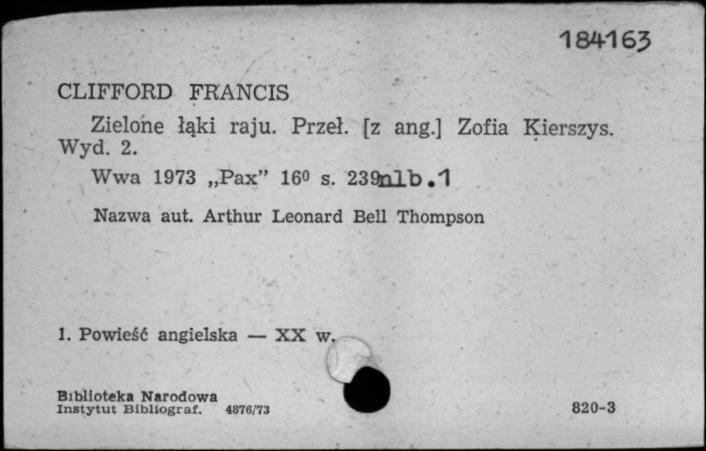 184163
CLIFFORD FRANCIS
Zielone łąki raju. Przeł. [z ang.] Zofia Kierszys.
Wyd. 2.
Wwa 1973 „Pax” 16⁰ s. 239nlb.1
Nazwa aut. Arthur Leonard Bell Thompson
1. Powieść angielska — XX w.
Biblioteka Narodowa
Instytut Bibliograf. 4876/73
820-3